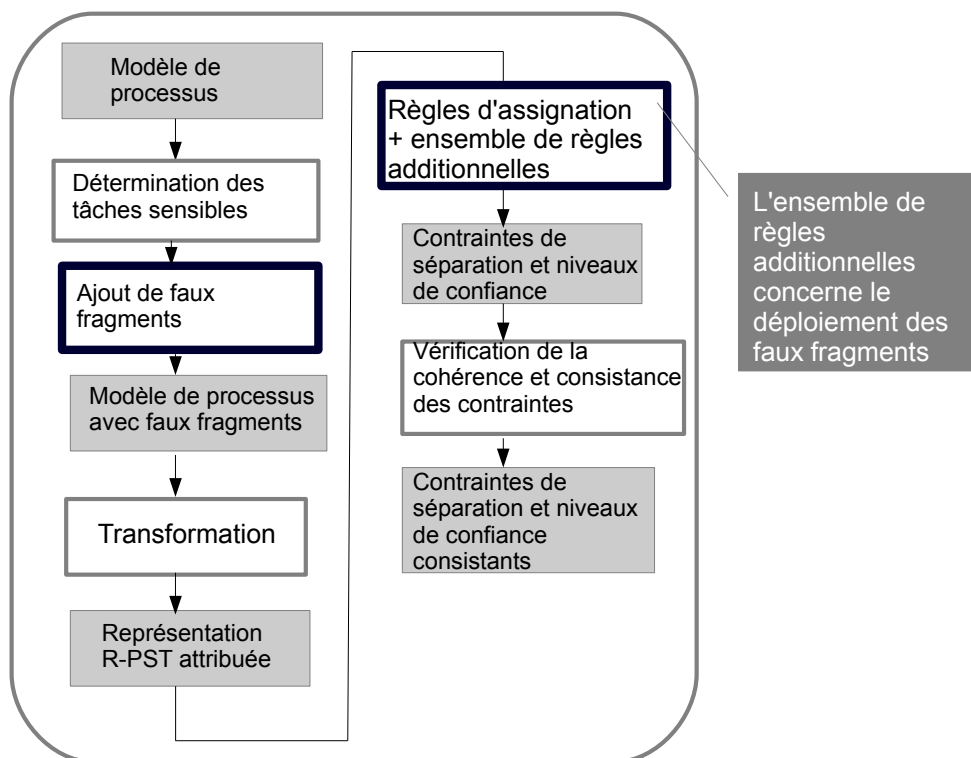 Modèle de
processus
Détermination des
tâches sensibles
Ajout de faux
fragments
Modèle de processus
avec faux fragments
Transformation
Représentation
R-PST attribuée
Règles d'assignation
+ ensemble de règles
additionnelles
Contraintes de
séparation et niveaux
de confiance
Vérification de la
cohérence et consistance
des contraintes
Contraintes de
séparation et niveaux
de confiance
consistants
L'ensemble de
règles
additionnelles
concerne le
déploiement des
faux fragments